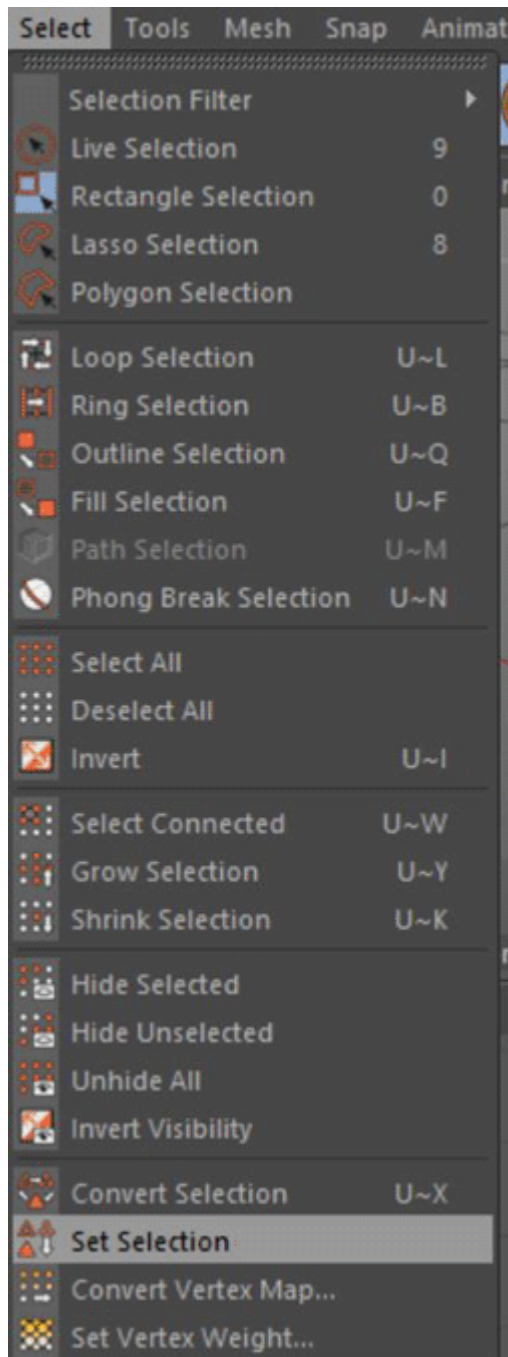 Select Tools Mesh Snap Animat
Selection Filter
Live Selection 9
Rectangle Selection 0
Lasso Selection 8
Polygon Selection
Loop Selection U~L
Ring Selection U~B
Outline Selection U~Q
Fill Selection U~F
Path Selection U~M
Phong Break Selection U~N
Select All
Deselect All
Invert U~I
Select Connected U~W
Grow Selection U~Y
Shrink Selection U~K
Hide Selected
Hide Unselected
Unhide All
Invert Visibility
Convert Selection U~X
Set Selection
Convert Vertex Map...
Set Vertex Weight...